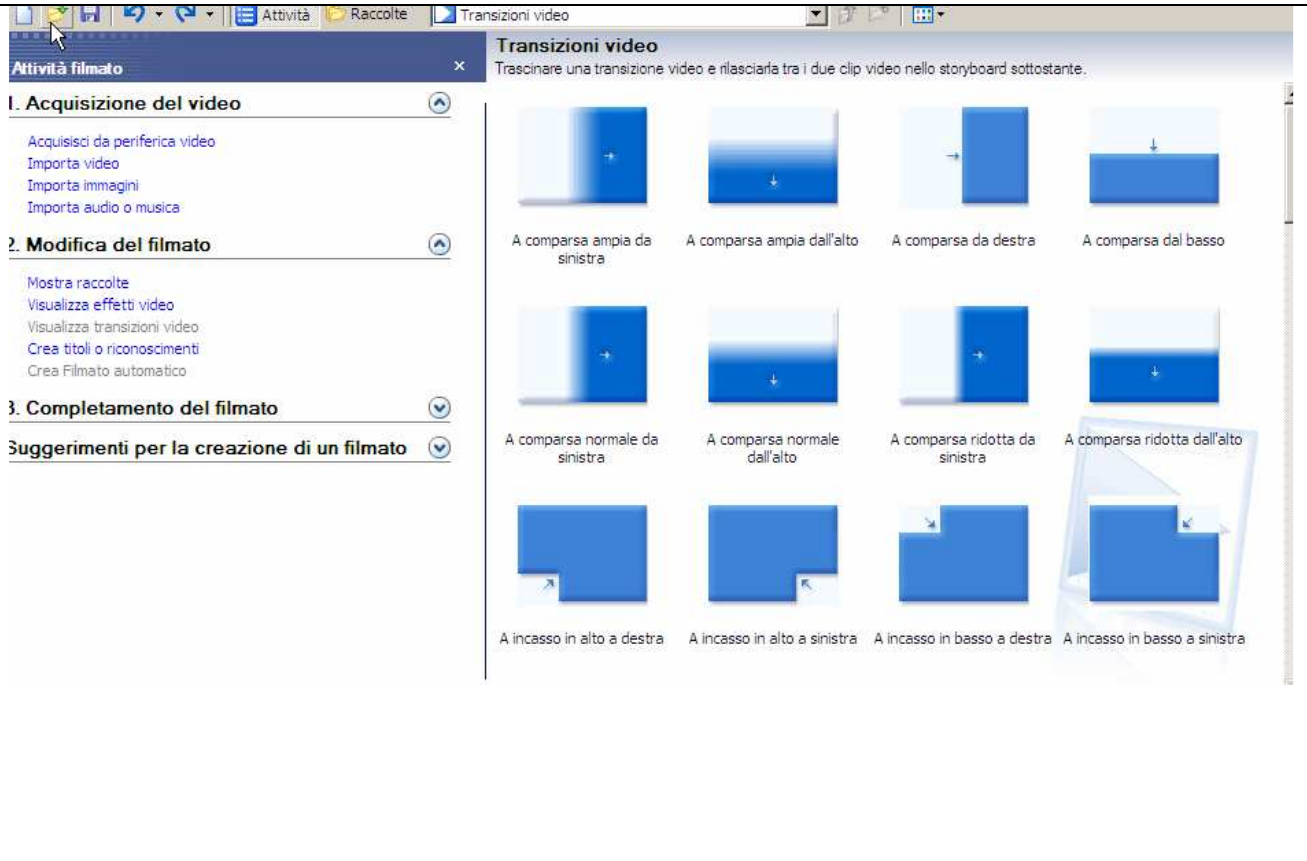 Attività Raccolte Transizioni video
Attività filmato
1. Acquisizione del video
Acquisisci da periferica video
Importa video
Importa immagini
Importa audio o musica
2. Modifica del filmato
Mostra raccolte
Visualizza effetti video
Visualizza transizioni video
Crea titoli o riconoscimenti
Crea Filmato automatico
3. Completamento del filmato
Suggerimenti per la creazione di un filmato
Transizioni video
Trascinare una transizione video e rilasciarla tra i due clip video nello storyboard sottostante.
A comparsa ampia da
sinistra
A comparsa ampia dall'alto
A comparsa da destra
A comparsa dal basso
A comparsa normale da
sinistra
A comparsa normale
dall'alto
A comparsa ridotta da
sinistra
A comparsa ridotta dall'alto
A incasso in alto a destra
A incasso in alto a sinistra
A incasso in basso a destra
A incasso in basso a sinistra